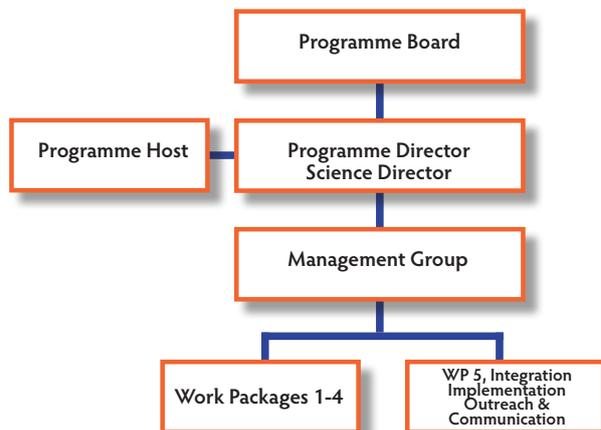 Programme Board
Programme Host
Programme Director
Science Director
Management Group
Work Packages 1-4
WP 5, Integration
Implementation
Outreach &
Communication